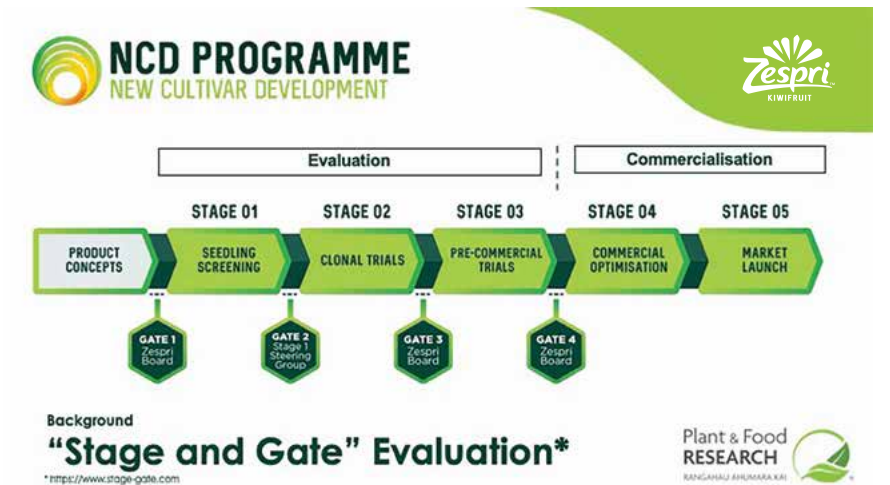 NCD PROGRAMME
NEW CULTIVAR DEVELOPMENT
Zespri
KIWIFRUIT
Evaluation
Commercialisation
STAGE 01
STAGE 02
STAGE 03
STAGE 04
STAGE 05
PRODUCT
CONCEPTS
SEEDLING
SCREENING
CLONAL TRIALS
PRE-COMMERCIAL
TRIALS
COMMERCIAL
OPTIMISATION
MARKET
LAUNCH
GATE 1
Zespri
Board
GATE 2
Stage 1
Steering
Group
GATE 3
Zespri
Board
GATE 4
Zespri
Board
Background
“Stage and Gate” Evaluation*
* https://www.stage-gate.com
Plant & Food
RESEARCH
RANGAHAU AHUMARA KAI